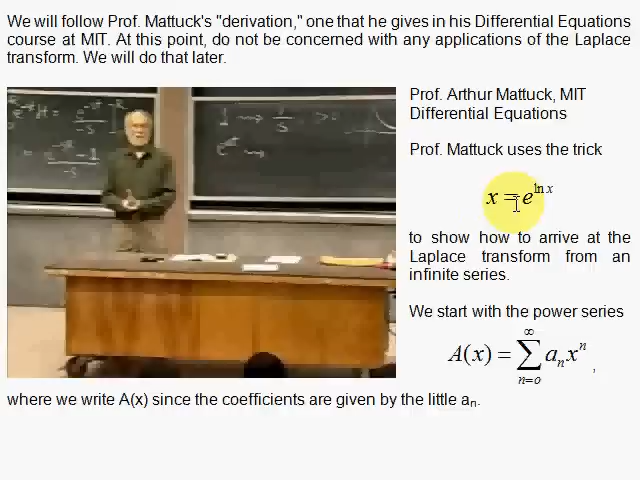 We will follow Prof. Mattuck's "derivation," one that he gives in his Differential Equations
course at MIT. At this point, do not be concerned with any applications of the Laplace
transform. We will do that later.
Prof. Arthur Mattuck, MIT
Differential Equations
Prof. Mattuck uses the trick
x = e^{ln x}
to show how to arrive at the
Laplace transform from an
infinite series.
We start with the power series
A(x) = ∑_{n=o}^{∞} a_n x^n ,
where we write A(x) since the coefficients are given by the little a_n.